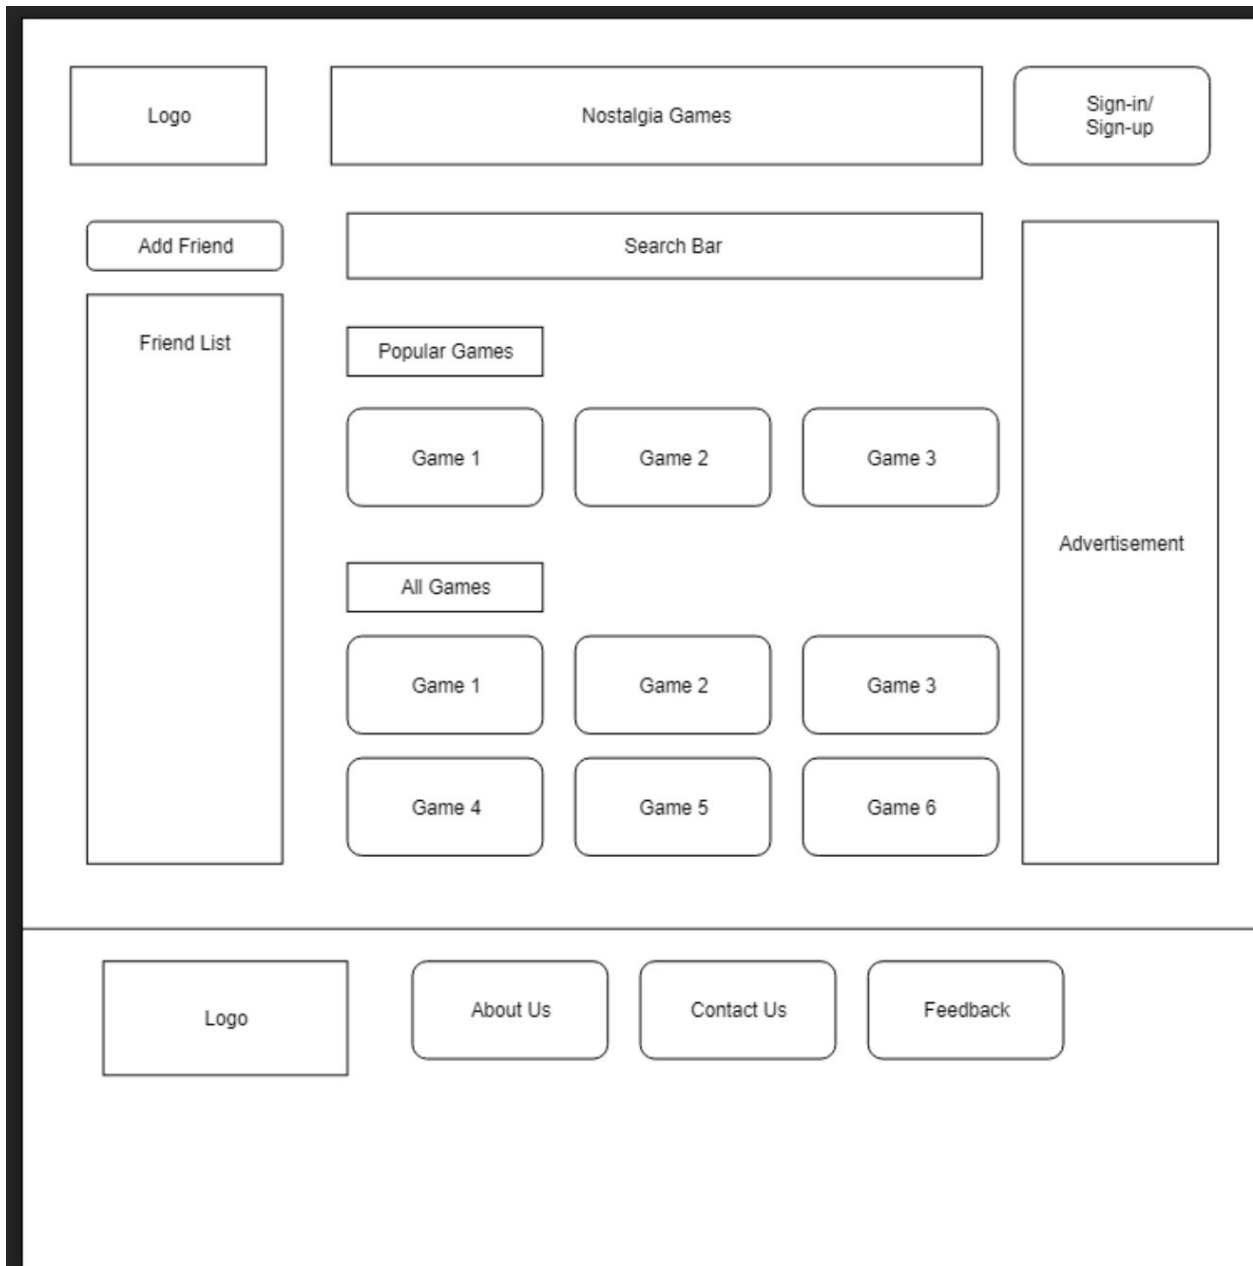 Logo
Nostalgia Games
Sign-in/
Sign-up
Add Friend
Search Bar
Friend List
Popular Games
Game 1
Game 2
Game 3
Advertisement
All Games
Game 1
Game 2
Game 3
Game 4
Game 5
Game 6
Logo
About Us
Contact Us
Feedback